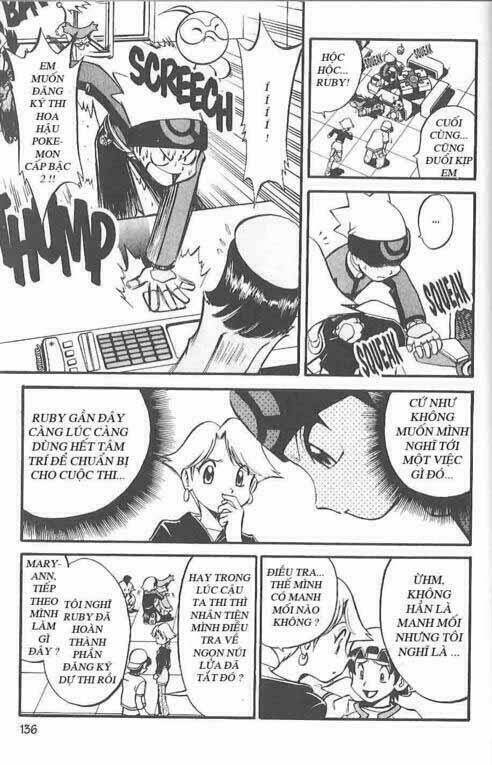 HỘC
HỘC...
RUBY!
SQUEAK
SQUEAK
CUỐI
CÙNG...
CŨNG
ĐUỔI KỊP
EM
...
SQUEAK
SQUEAK
Í Í Í Í !
SCREECH
EM
MUỐN
ĐĂNG
KÝ THI
HOA
HẬU
POKE-
MON
CẤP BẬC
2 !!
THUMP
CỨ NHƯ
KHÔNG
MUỐN MÌNH
NGHĨ TỚI
MỘT VIỆC
GÌ ĐÓ...
RUBY GẦN ĐÂY
CÀNG LÚC CÀNG
DÙNG HẾT TÂM
TRÍ ĐỂ CHUẨN BỊ
CHO CUỘC THI...
ỪHM.
KHÔNG
HẲN LÀ
MANH MỐI
NHƯNG TÔI
NGHĨ LÀ ...
ĐIỀU TRA...
THẾ MÌNH
CÓ MANH
MỐI NÀO
KHÔNG ?
HAY TRONG
LÚC CẬU
TA THI THÌ
NHÂN TIỆN
MÌNH ĐIỀU
TRA VỀ
NGỌN NÚI
LỬA ĐÃ
TẮT ĐÓ ?
TÔI NGHĨ
RUBY ĐÃ
HOÀN
THÀNH
PHẦN
ĐĂNG KÝ
DỰ THI RỒI
MARY-
ANN,
TIẾP
THEO
MÌNH
LÀM
GÌ
ĐÂY ?
136